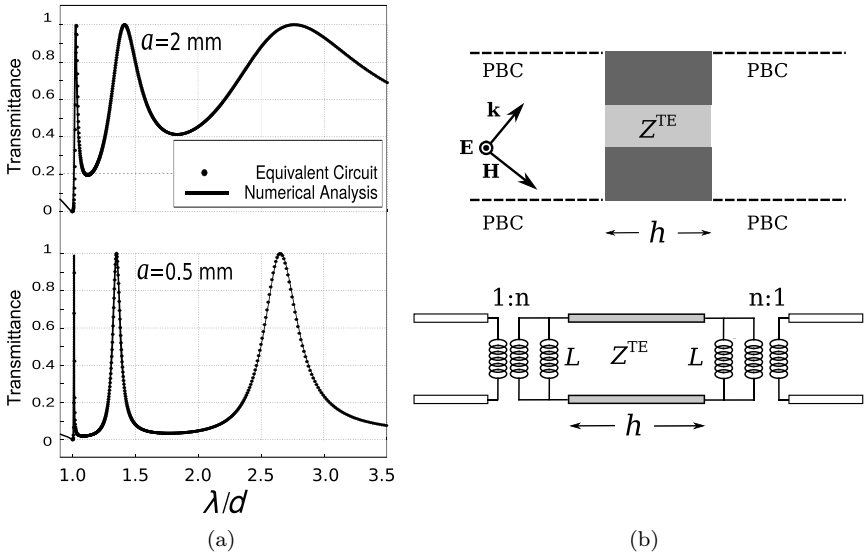 1
0.8
0.6
0.4
0.2
0
Transmittance
a=2 mm
Equivalent Circuit
Numerical Analysis
1
0.8
0.6
0.4
0.2
0
Transmittance
a=0.5 mm
1.0 1.5 2.0 2.5 3.0 3.5
λ/d
(a)
PBC PBC
k
E
H
Z^TE
PBC PBC
h
1:n n:1
L Z^TE L
h
(b)